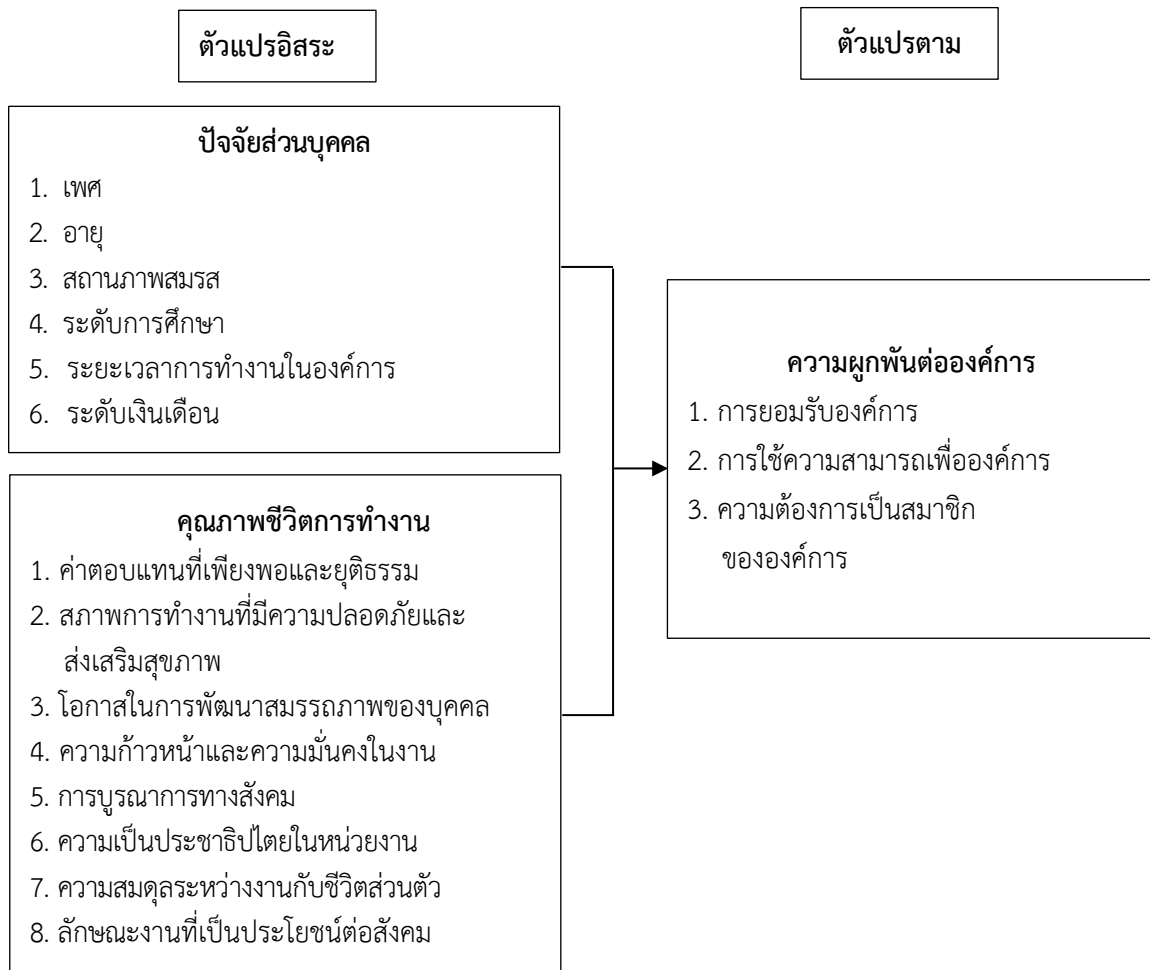 ตัวแปรอิสระ
ตัวแปรตาม
ปัจจัยส่วนบุคคล
1. เพศ
2. อายุ
3. สถานภาพสมรส
4. ระดับการศึกษา
5. ระยะเวลาการทำงานในองค์การ
6. ระดับเงินเดือน
คุณภาพชีวิตการทำงาน
1. ค่าตอบแทนที่เพียงพอและยุติธรรม
2. สภาพการทำงานที่มีความปลอดภัยและ
ส่งเสริมสุขภาพ
3. โอกาสในการพัฒนาสมรรถภาพของบุคคล
4. ความก้าวหน้าและความมั่นคงในงาน
5. การบูรณาการทางสังคม
6. ความเป็นประชาธิปไตยในหน่วยงาน
7. ความสมดุลระหว่างงานกับชีวิตส่วนตัว
8. ลักษณะงานที่เป็นประโยชน์ต่อสังคม
ความผูกพันต่อองค์การ
1. การยอมรับองค์การ
2. การใช้ความสามารถเพื่อองค์การ
3. ความต้องการเป็นสมาชิก
ขององค์การ